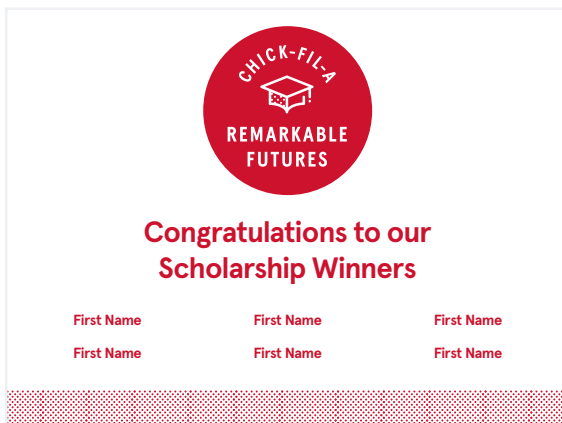 CHICK-FIL-A
REMARKABLE
FUTURES
Congratulations to our
Scholarship Winners
First Name First Name First Name
First Name First Name First Name